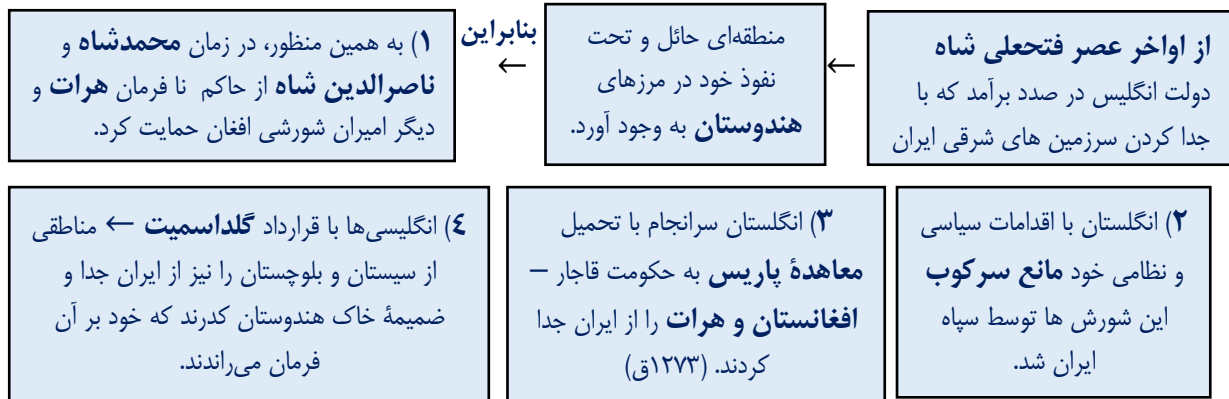 از اواخر عصر فتحعلی شاه
دولت انگلیس در صدد برآمد که با
جدا کردن سرزمین های شرقی ایران
←
منطقه‌ای حائل و تحت
نفوذ خود در مرزهای
هندوستان به وجود آورد.
بنابراین
←
۱) به همین منظور، در زمان محمدشاه و
ناصرالدین شاه از حاکم نا فرمان هرات و
دیگر امیران شورشی افغان حمایت کرد.
۲) انگلستان با اقدامات سیاسی
و نظامی خود مانع سرکوب
این شورش ها توسط سپاه
ایران شد.
۳) انگلستان سرانجام با تحمیل
معاهدۀ پاریس به حکومت قاجار –
افغانستان و هرات را از ایران جدا
کردند. (۱۲۷۳ق)
٤) انگلیسی‌ها با قرارداد گلداسمیت ← مناطقی
از سیستان و بلوچستان را نیز از ایران جدا و
ضمیمۀ خاک هندوستان کدرند که خود بر آن
فرمان می‌راندند.